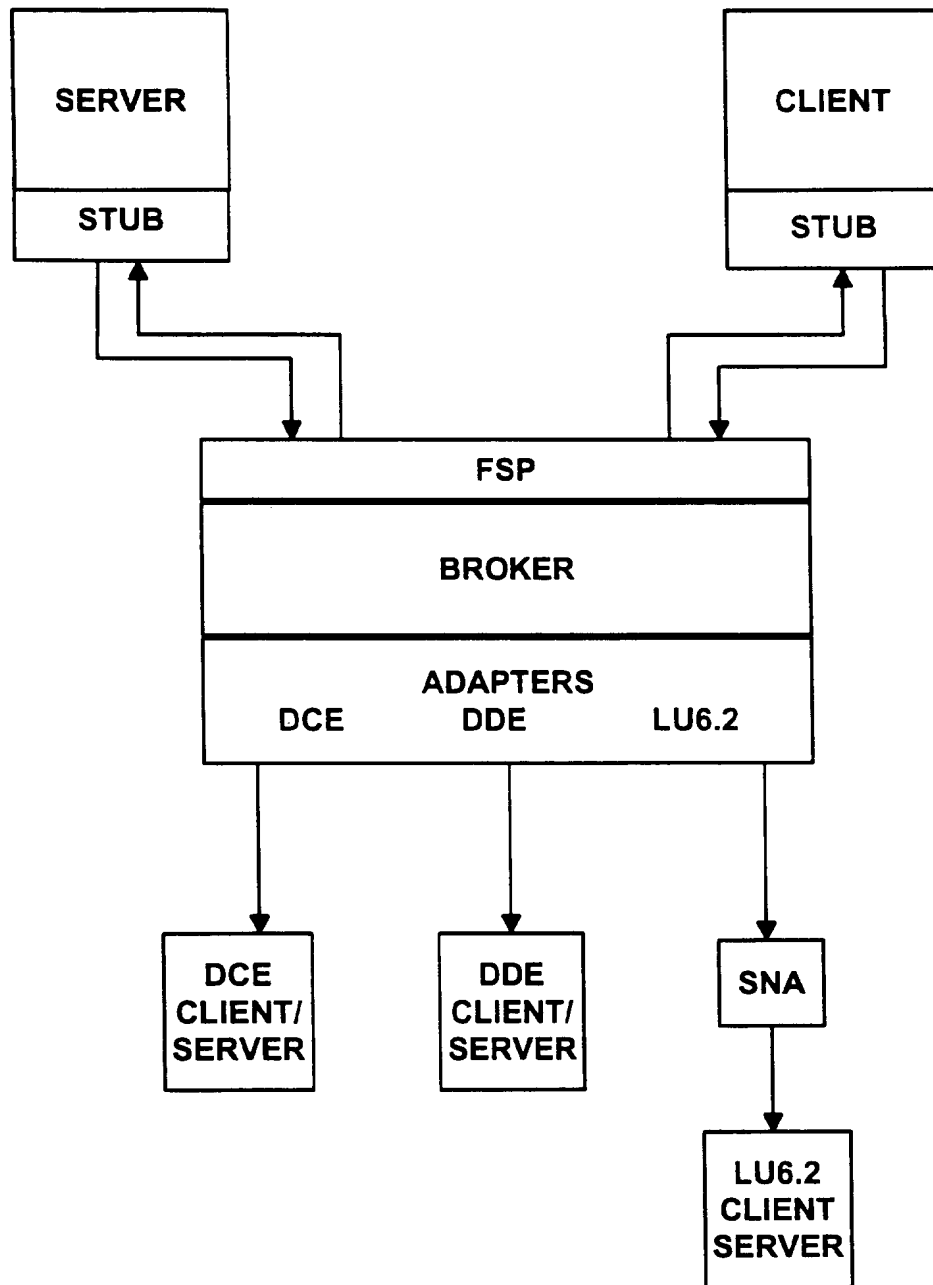 SERVER
STUB
CLIENT
STUB
FSP
BROKER
ADAPTERS
DCE DDE LU6.2
DCE
CLIENT/
SERVER
DDE
CLIENT/
SERVER
SNA
LU6.2
CLIENT
SERVER